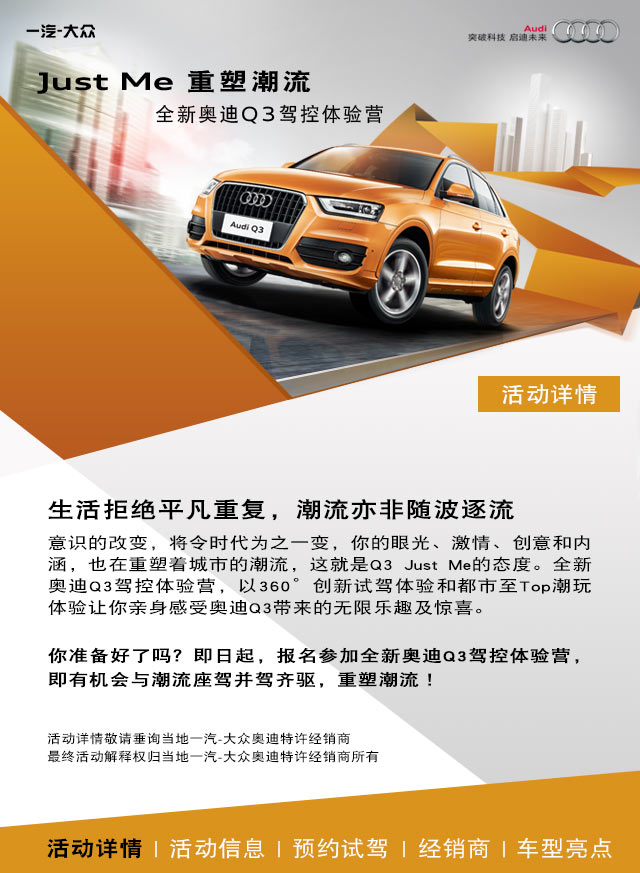 一汽-大众
Audi
突破科技 启迪未来
Just Me 重塑潮流
全新奥迪Q3驾控体验营
Audi Q3
活动详情
生活拒绝平凡重复，潮流亦非随波逐流
意识的改变，将令时代为之一变，你的眼光、激情、创意和内
涵，也在重塑着城市的潮流，这就是Q3 Just Me的态度。全新
奥迪Q3驾控体验营，以360°创新试驾体验和都市至Top潮玩
体验让你亲身感受奥迪Q3带来的无限乐趣及惊喜。
你准备好了吗？即日起，报名参加全新奥迪Q3驾控体验营，
即有机会与潮流座驾并驾齐驱，重塑潮流！
活动详情敬请垂询当地一汽-大众奥迪特许经销商
最终活动解释权归当地一汽-大众奥迪特许经销商所有
活动详情 | 活动信息 | 预约试驾 | 经销商 | 车型亮点